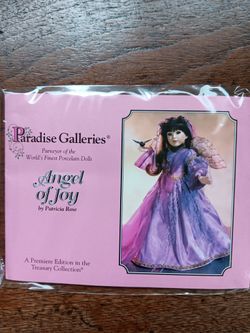 Paradise Galleries®
Purveyor of the
World's Finest Porcelain Dolls
Angel
of Joy
by Patricia Rose
A Premiere Edition in the
Treasury Collection®